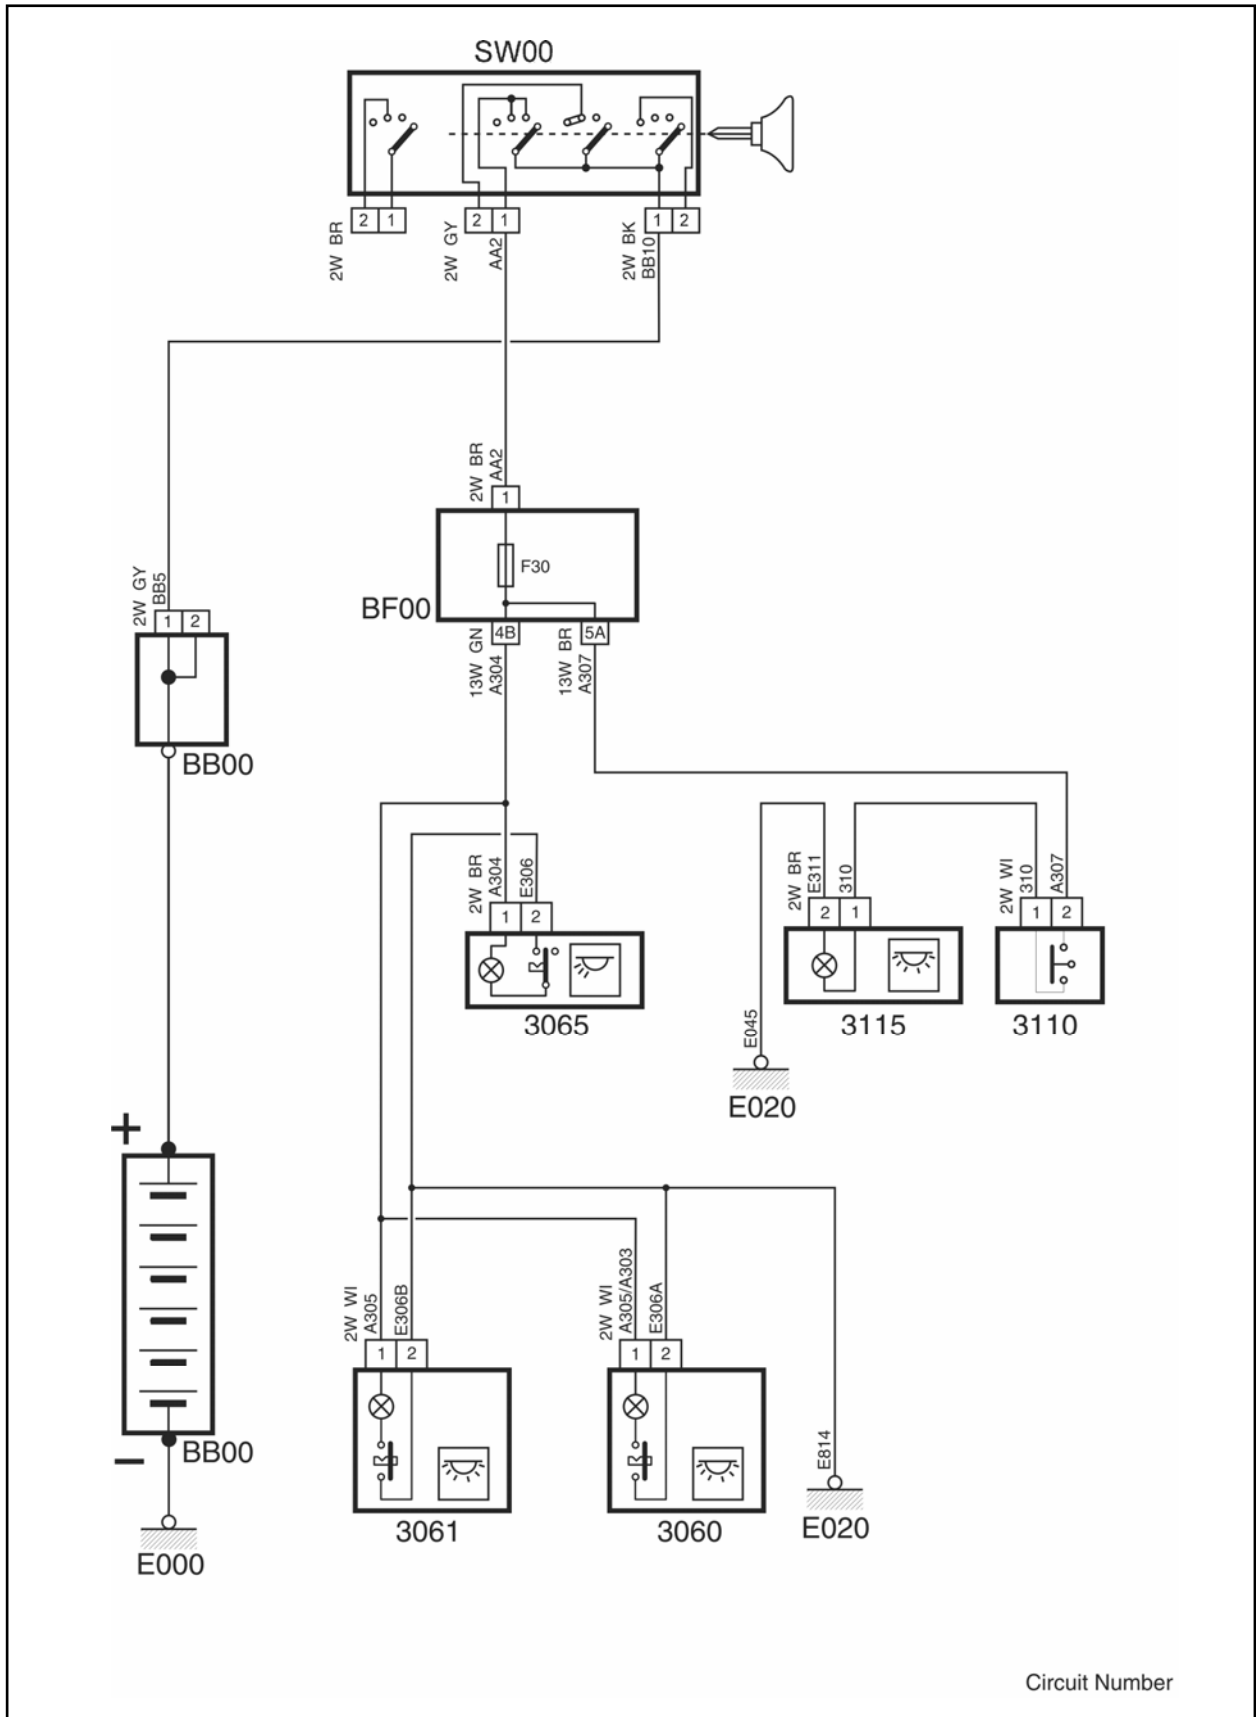 SW00
2 1
2 1
1 2
2W BR
2W GY
AA2
2W BK
BB10
2W BR
AA2
1
F30
BF00
4B
5A
13W GN
A304
13W BR
A307
2W GY
BB5
1 2
BB00
2W BR
A304
E306
1 2
3065
2W BR
E311
310
2 1
3115
2W WI
310
A307
1 2
3110
E045
E020
+
−
BB00
E000
2W WI
A305
E306B
1 2
3061
2W WI
A305/A303
E306A
1 2
3060
E814
E020
Circuit Number